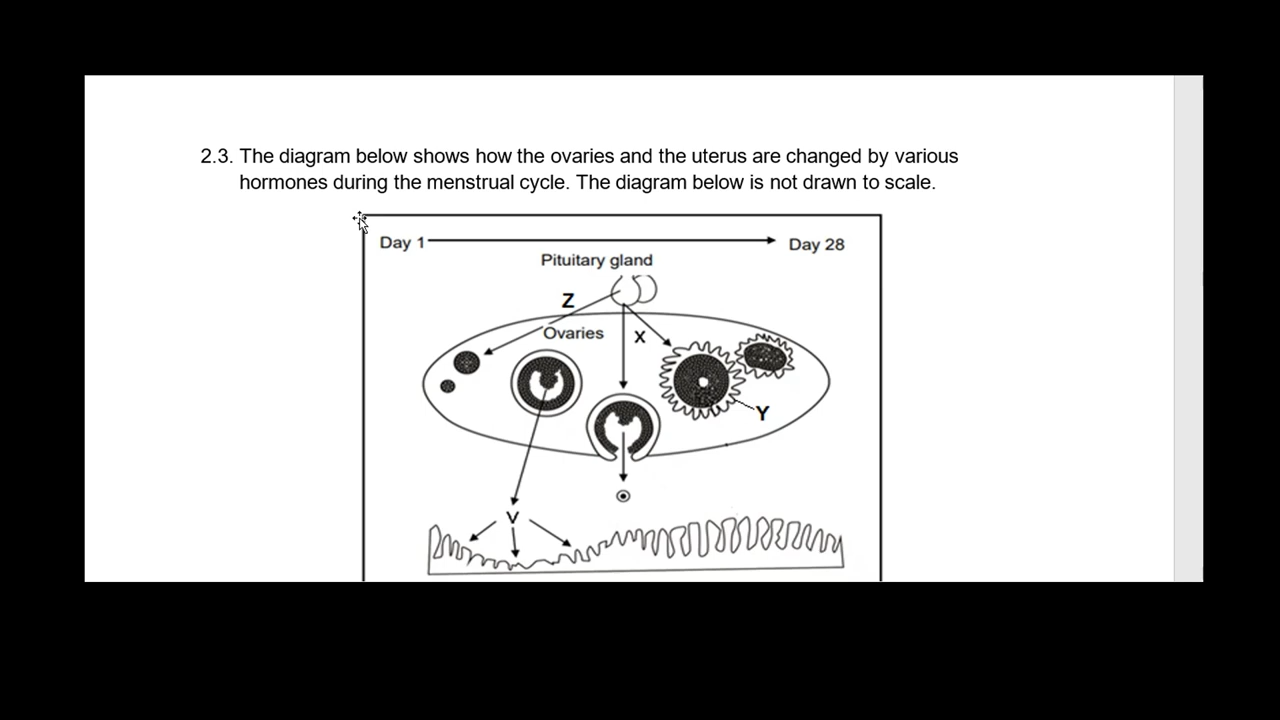 2.3. The diagram below shows how the ovaries and the uterus are changed by various
hormones during the menstrual cycle. The diagram below is not drawn to scale.
Day 1
Day 28
Pituitary gland
Z
Ovaries
X
Y
V